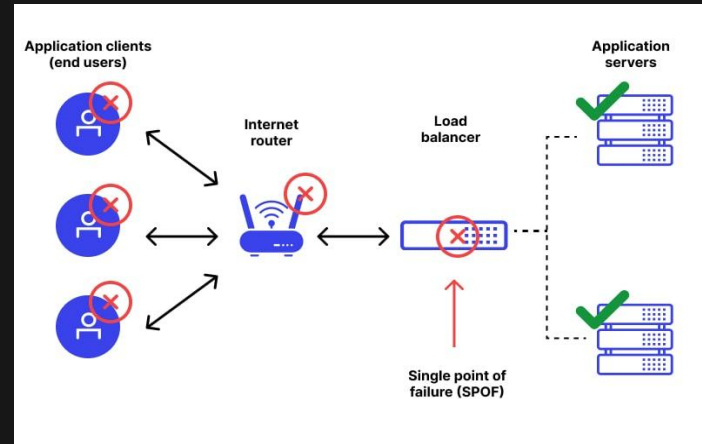 Application clients
(end users)
Internet
router
Load
balancer
Application
servers
Single point of
failure (SPOF)